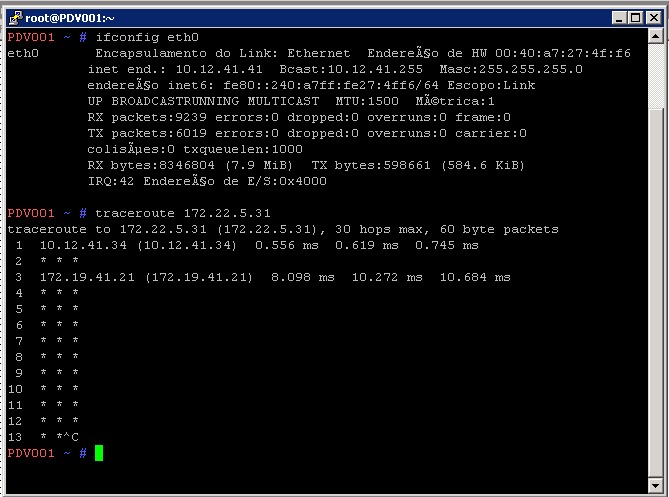 root@PDV001:~
PDV001 ~ # ifconfig eth0
eth0      Encapsulamento do Link: Ethernet  EndereÃ§o de HW 00:40:a7:27:4f:f6
          inet end.: 10.12.41.41  Bcast:10.12.41.255  Masc:255.255.255.0
          endereÃ§o inet6: fe80::240:a7ff:fe27:4ff6/64 Escopo:Link
          UP BROADCASTRUNNING MULTICAST  MTU:1500  MÃ©trica:1
          RX packets:9239 errors:0 dropped:0 overruns:0 frame:0
          TX packets:6019 errors:0 dropped:0 overruns:0 carrier:0
          colisÃµes:0 txqueuelen:1000
          RX bytes:8346804 (7.9 MiB)  TX bytes:598661 (584.6 KiB)
          IRQ:42 EndereÃ§o de E/S:0x4000
PDV001 ~ # traceroute 172.22.5.31
traceroute to 172.22.5.31 (172.22.5.31), 30 hops max, 60 byte packets
 1  10.12.41.34 (10.12.41.34)  0.556 ms  0.619 ms  0.745 ms
 2  * * *
 3  172.19.41.21 (172.19.41.21)  8.098 ms  10.272 ms  10.684 ms
 4  * * *
 5  * * *
 6  * * *
 7  * * *
 8  * * *
 9  * * *
10  * * *
11  * * *
12  * * *
13  * *^C
PDV001 ~ #